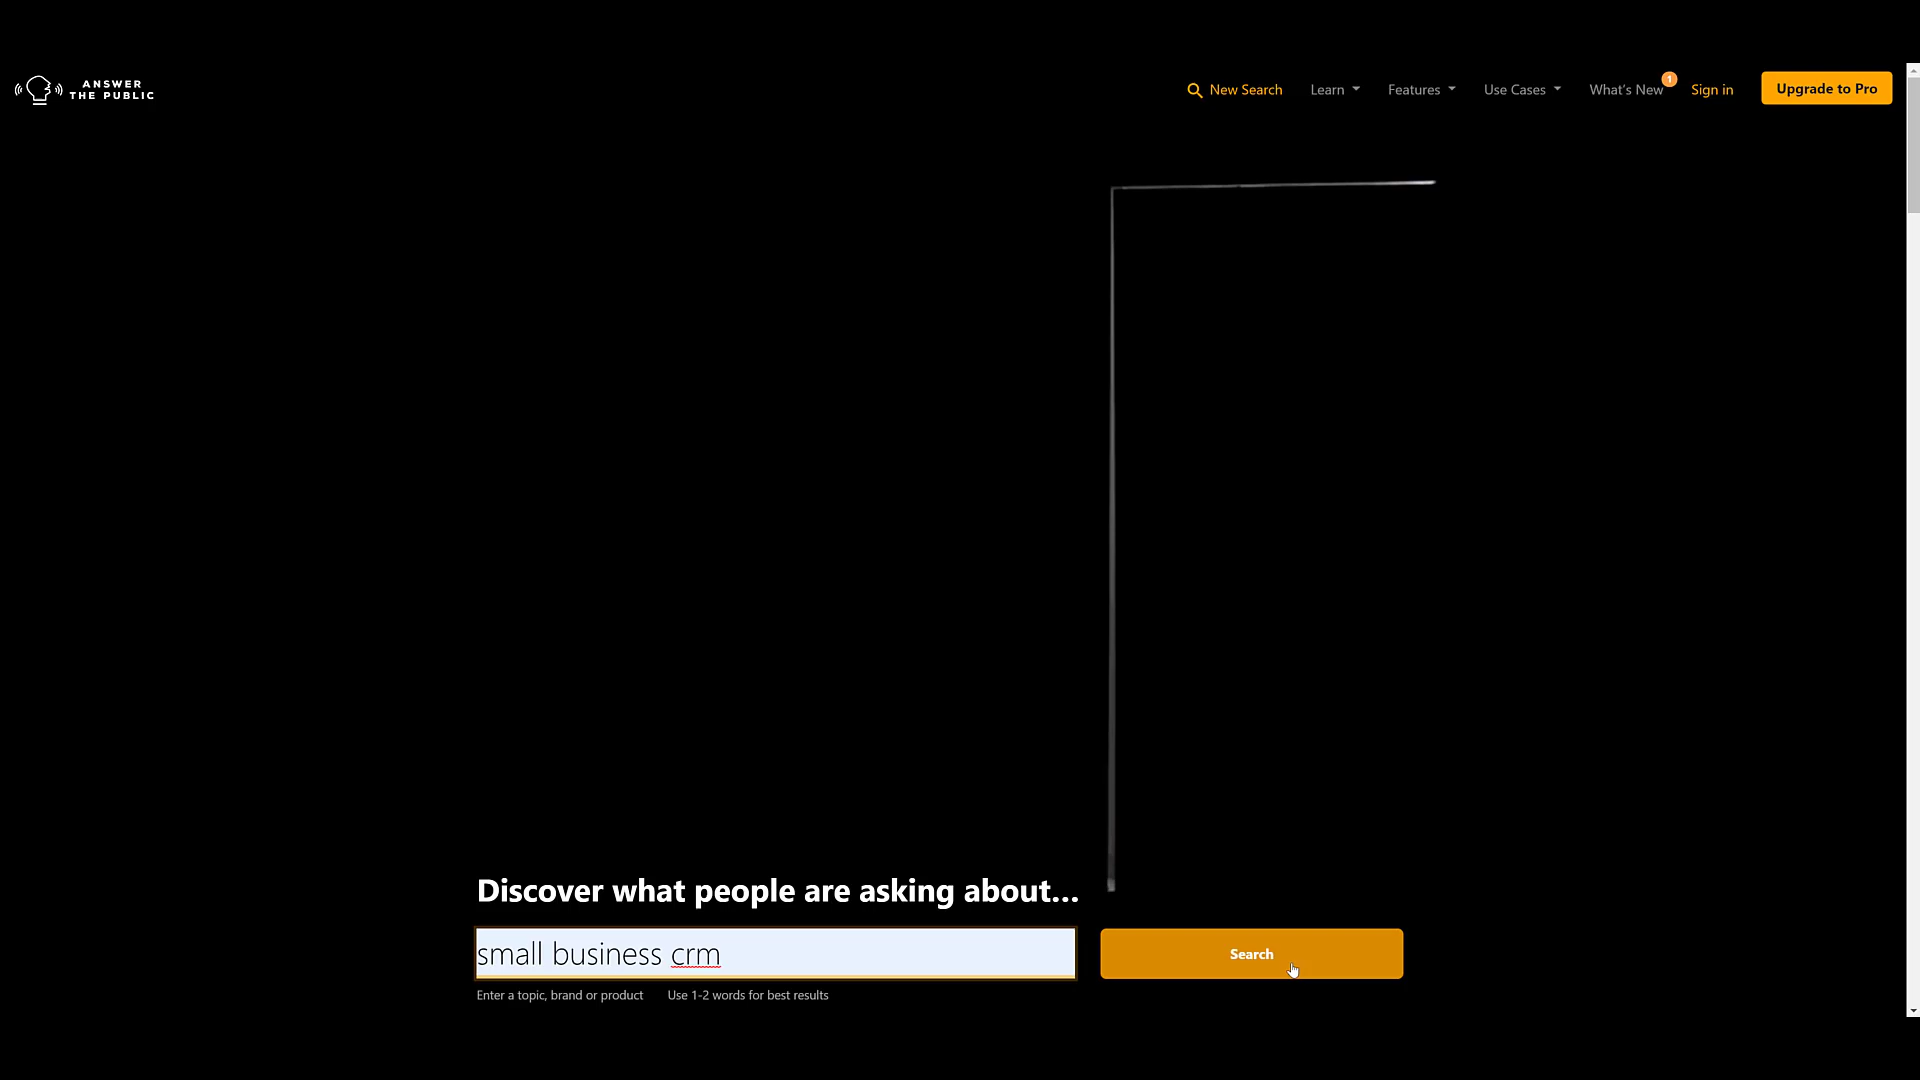 ANSWER
THE PUBLIC
New Search
Learn
Features
Use Cases
What's New
1
Sign in
Upgrade to Pro
Discover what people are asking about...
small business crm
Search
Enter a topic, brand or product
Use 1-2 words for best results